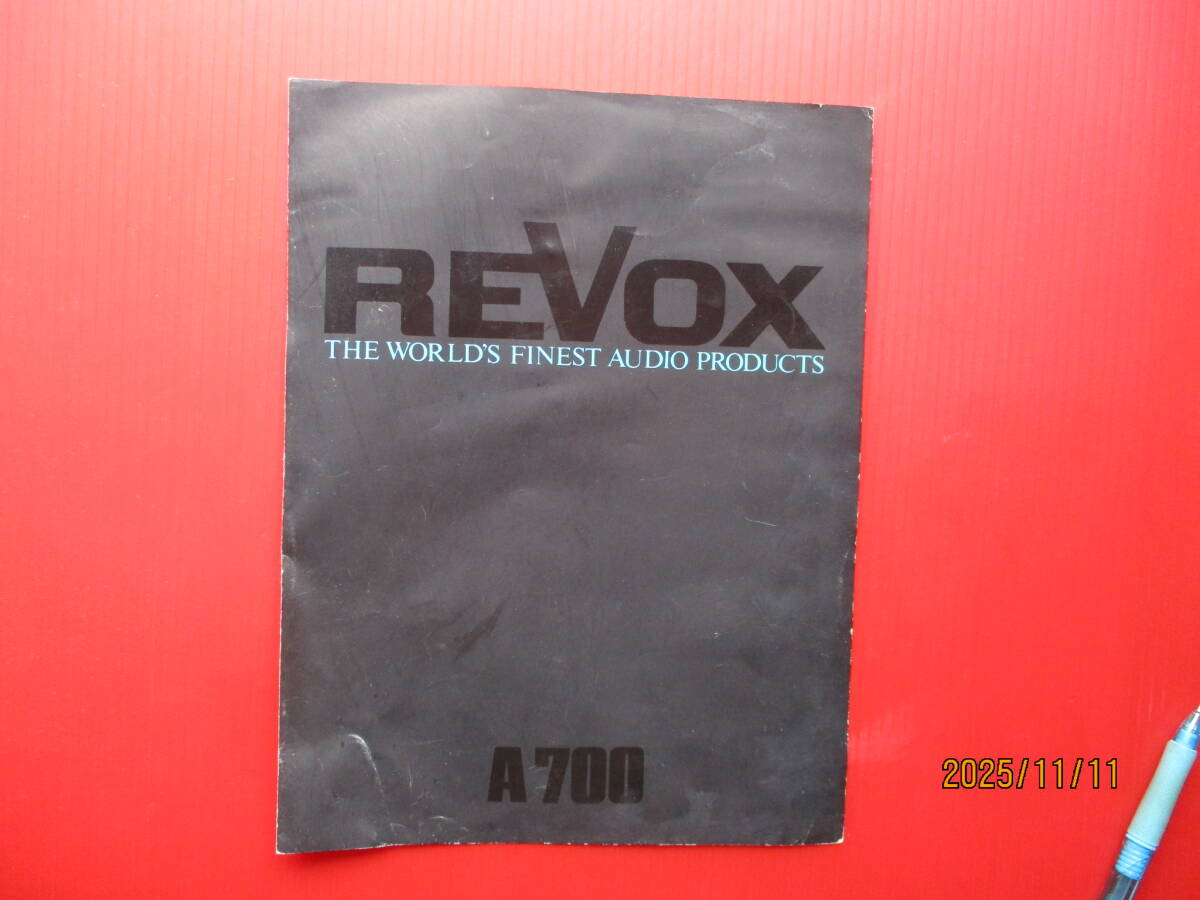 REVOX
THE WORLD'S FINEST AUDIO PRODUCTS
A700
2025/11/11